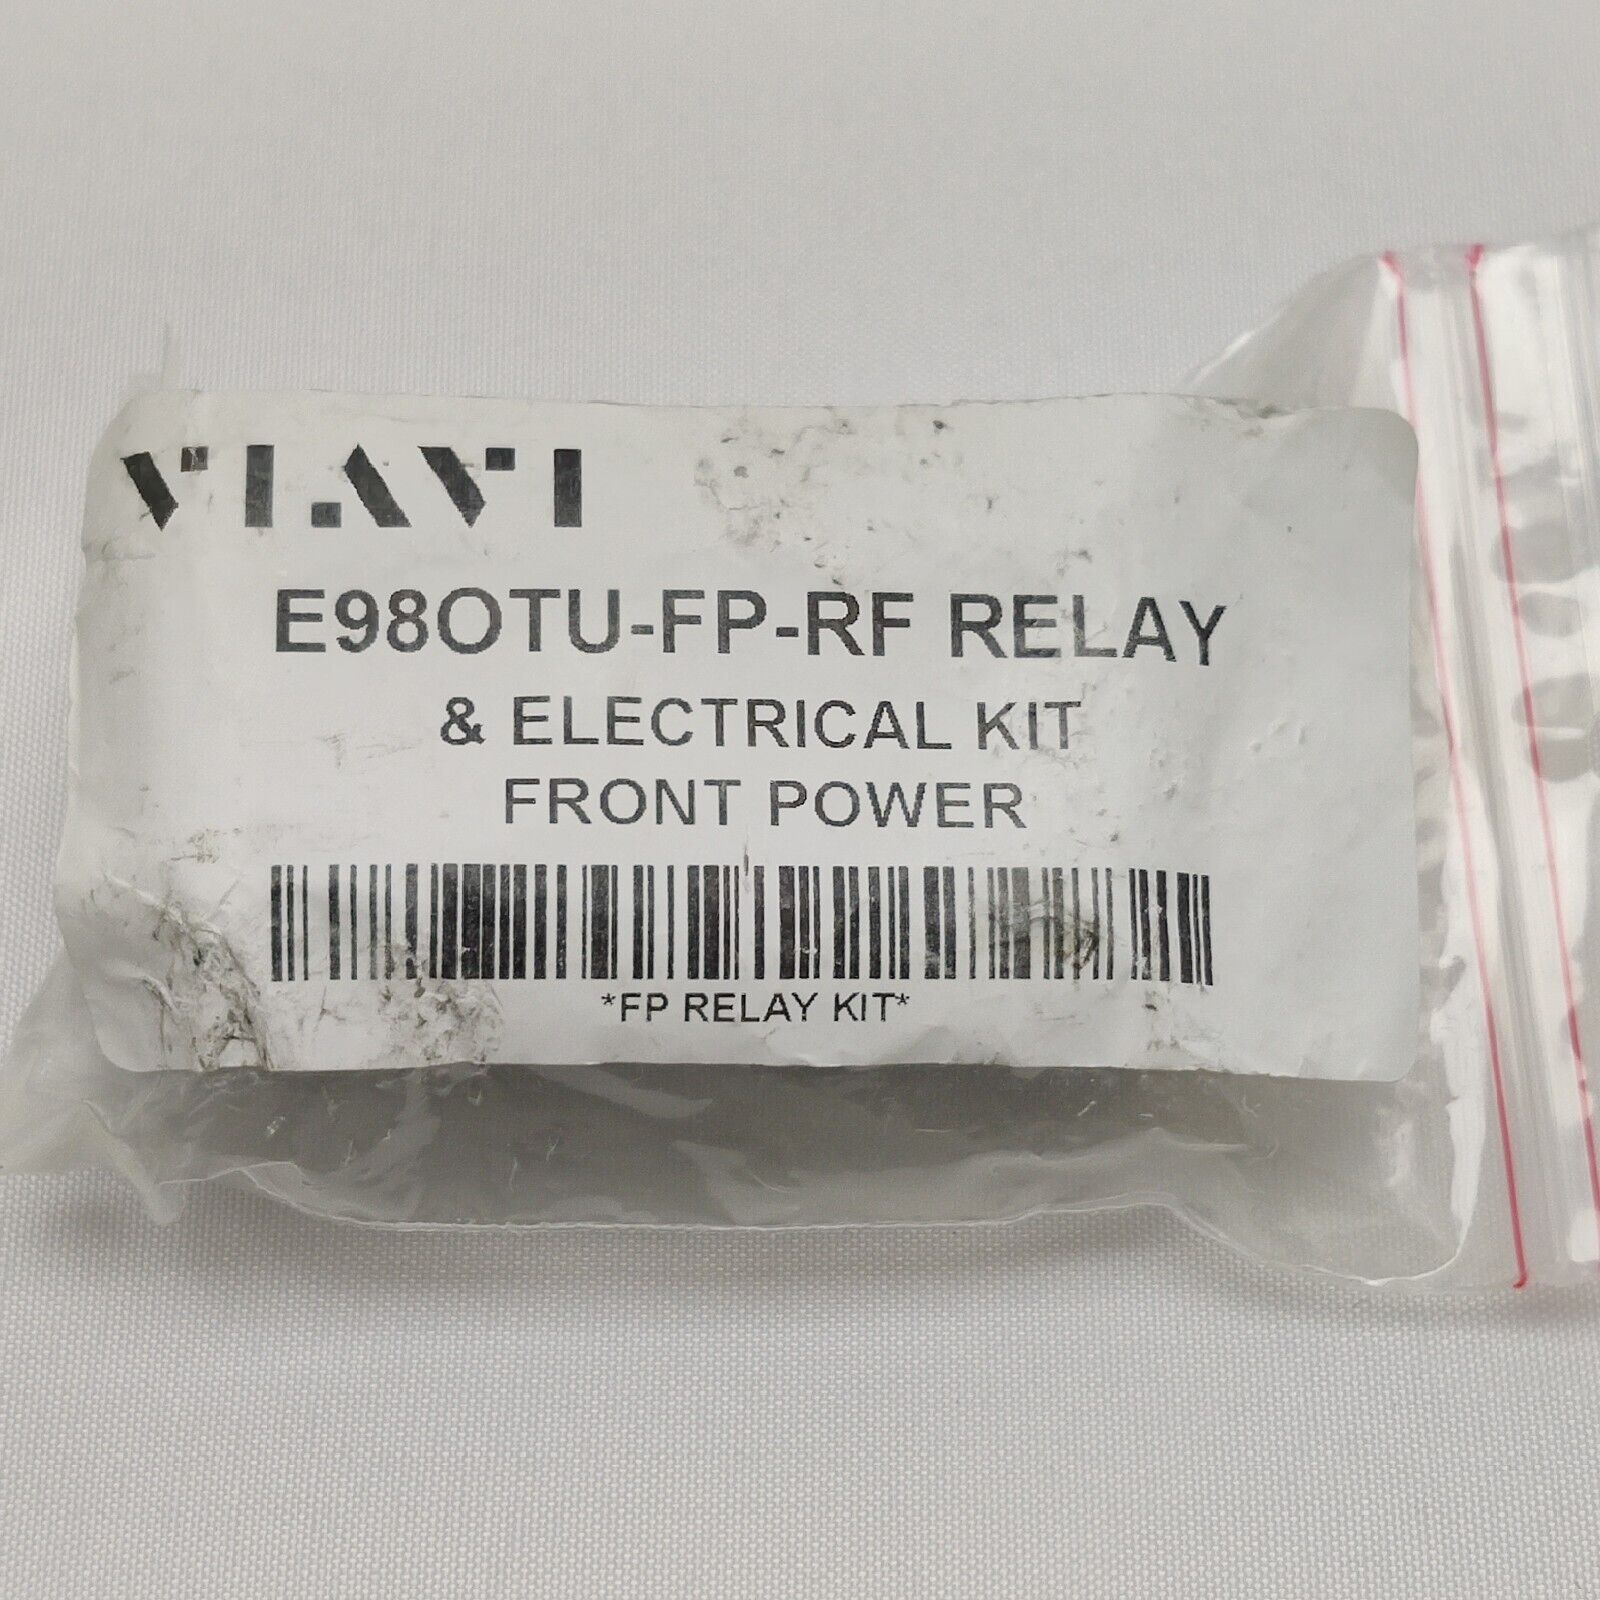 VIAVI
E98OTU-FP-RF RELAY
& ELECTRICAL KIT
FRONT POWER
*FP RELAY KIT*